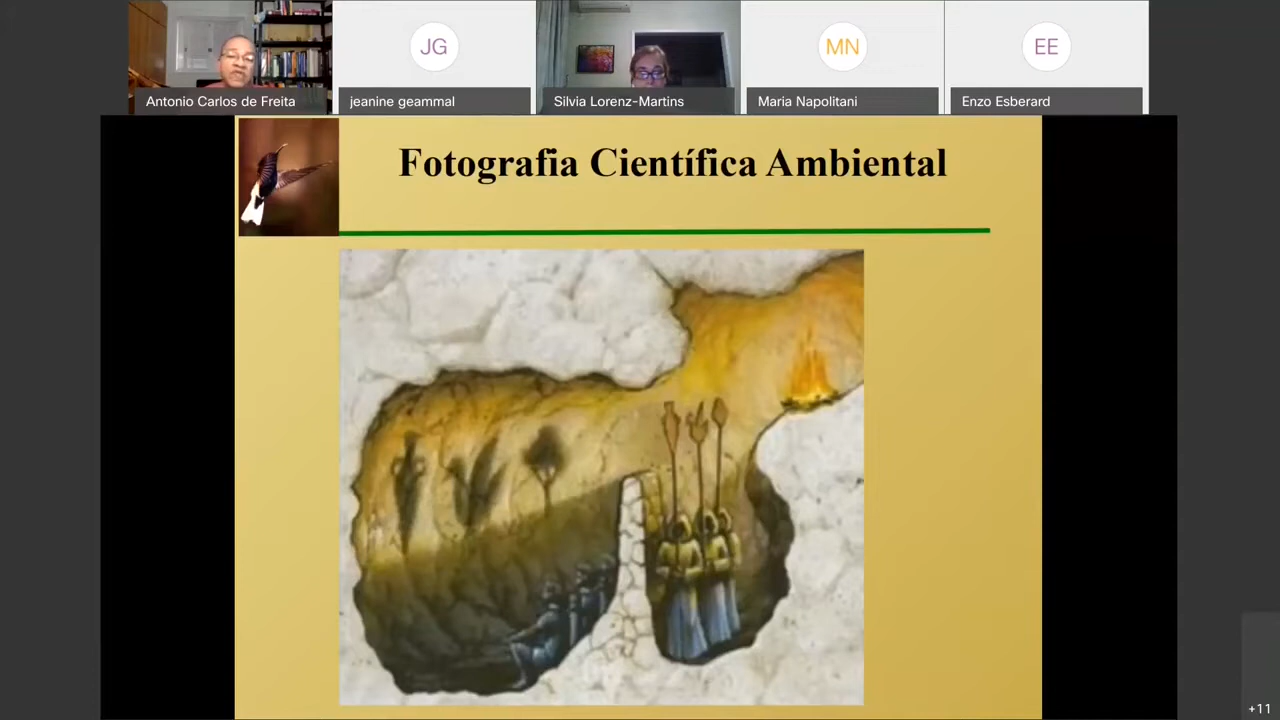 JG
MN
EE
Antonio Carlos de Freita
jeanine geammal
Silvia Lorenz-Martins
Maria Napolitani
Enzo Esberard
Fotografia Científica Ambiental
+11